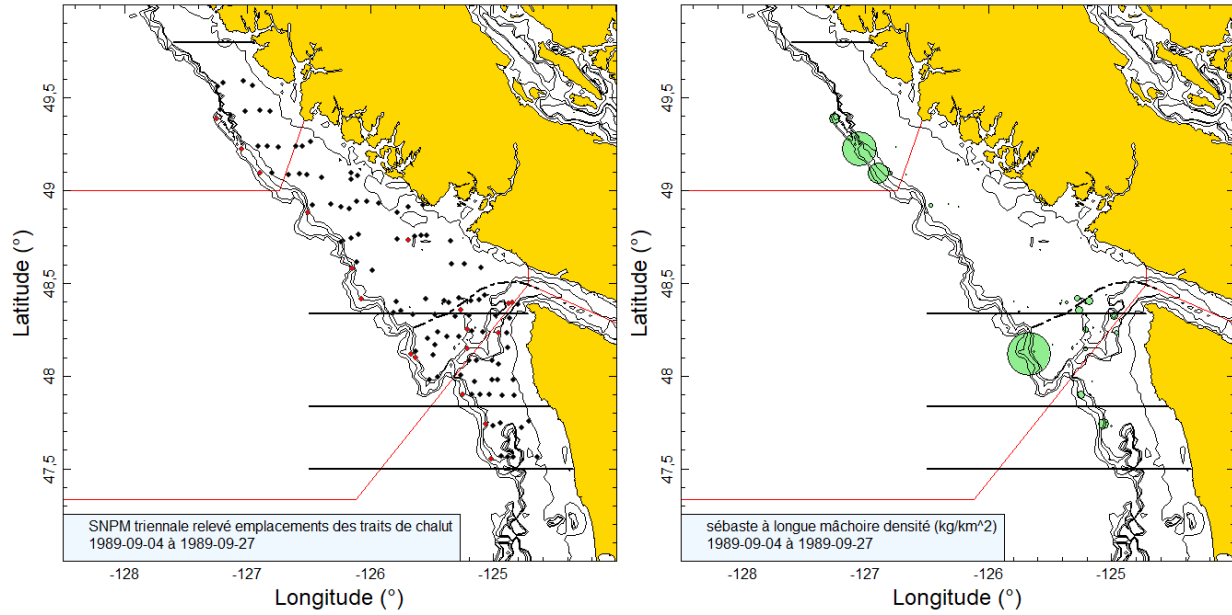 Latitude (°)
49,5
49
48,5
48
47,5
SNPM triennale relevé emplacements des traits de chalut
1989-09-04 à 1989-09-27
-128
-127
-126
-125
Longitude (°)
Latitude (°)
49,5
49
48,5
48
47,5
sébaste à longue mâchoire densité (kg/km^2)
1989-09-04 à 1989-09-27
-128
-127
-126
-125
Longitude (°)